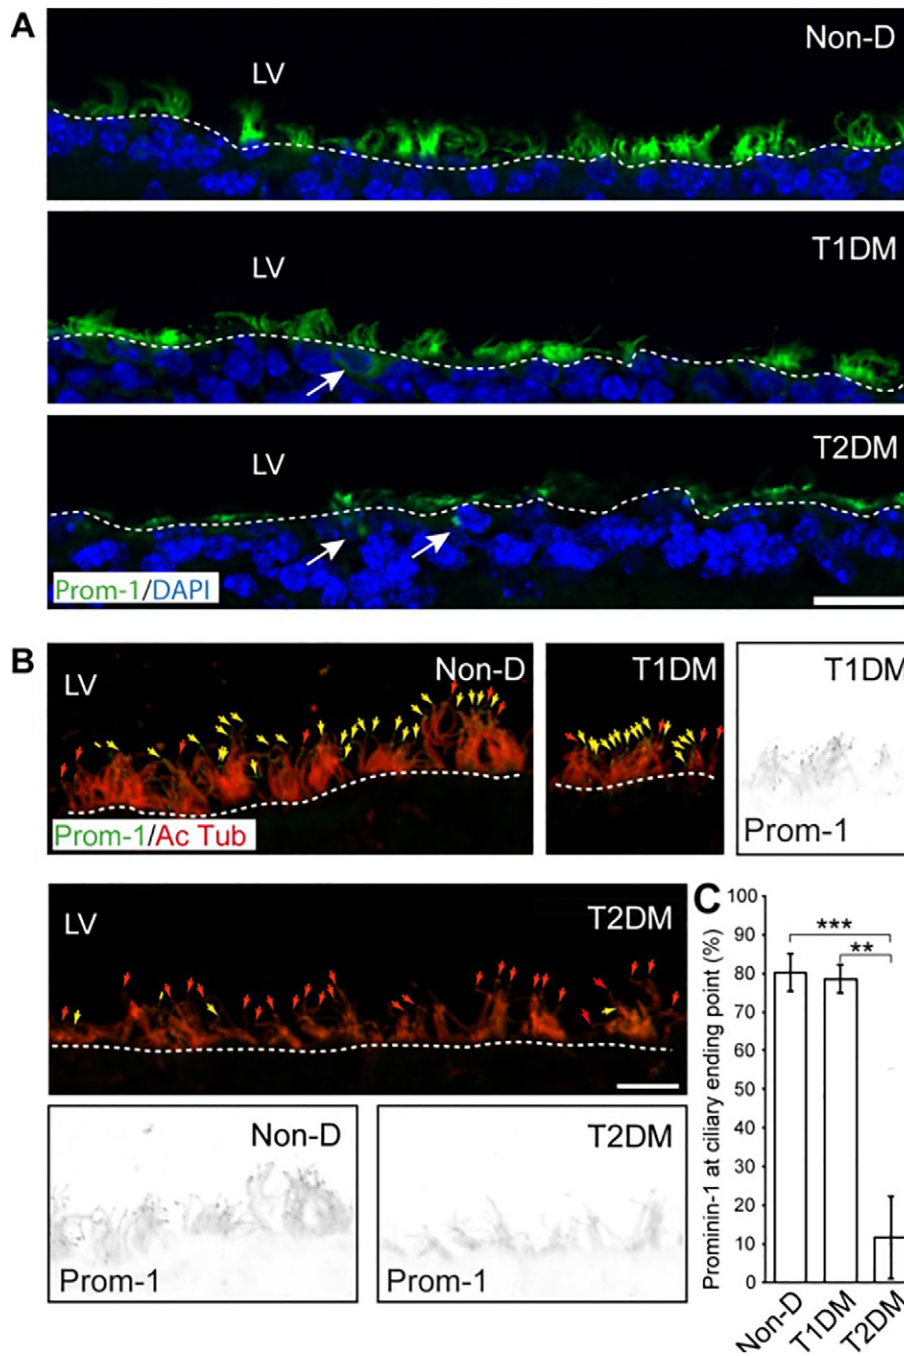 A
Non-D
LV
T1DM
LV
T2DM
LV
Prom-1/DAPI
B
LV
Non-D
Prom-1/Ac Tub
T1DM
T1DM
Prom-1
LV
T2DM
Non-D
Prom-1
T2DM
Prom-1
C
Prominin-1 at ciliary ending point (%)
100
90
80
70
60
50
40
30
20
10
0
***
**
Non-D
T1DM
T2DM